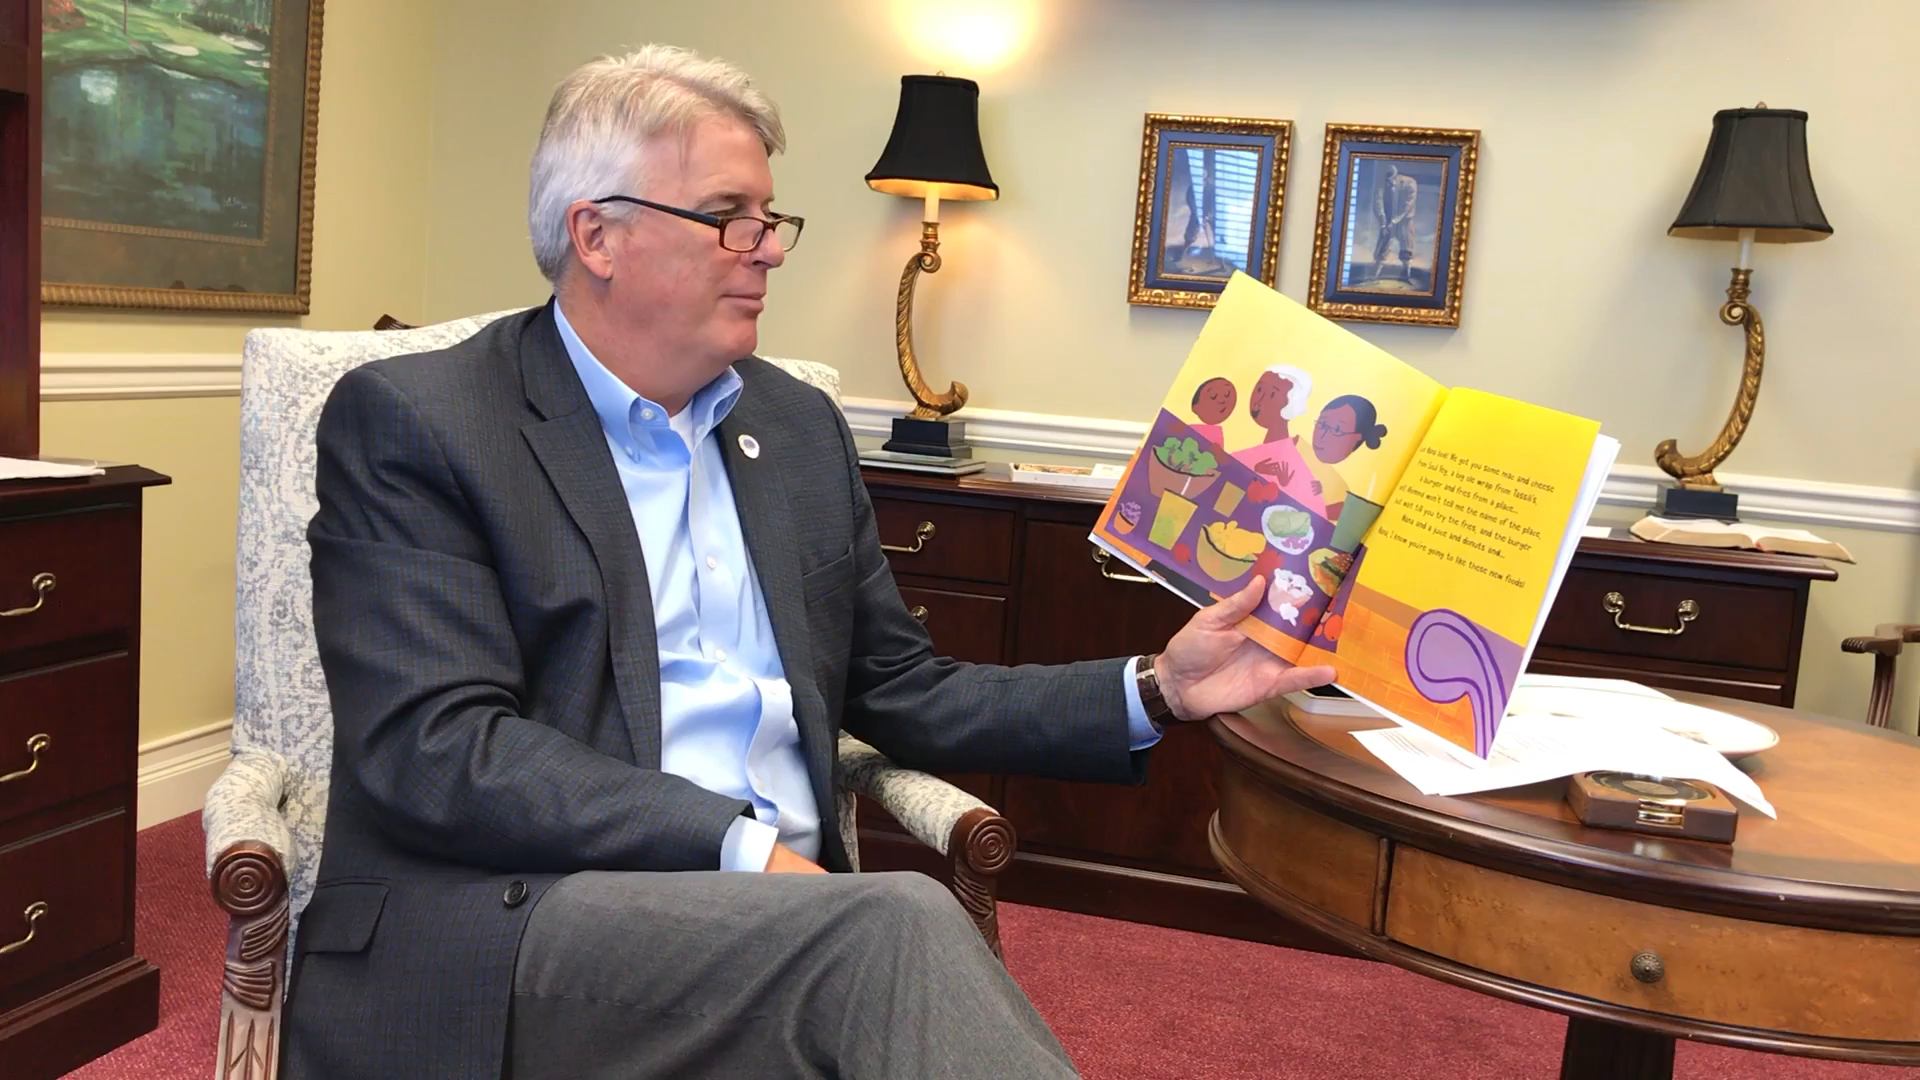 Nana love! We got you some mac and cheese
from Soul Veg, a big ole wrap from Tassili's,
a burger and fries from a place...
will Momma won't tell me the name of the place,
but wait till you try the fries, and the burger
Nana and a juice and donuts and...
Nana, I know you're going to like these new foods!